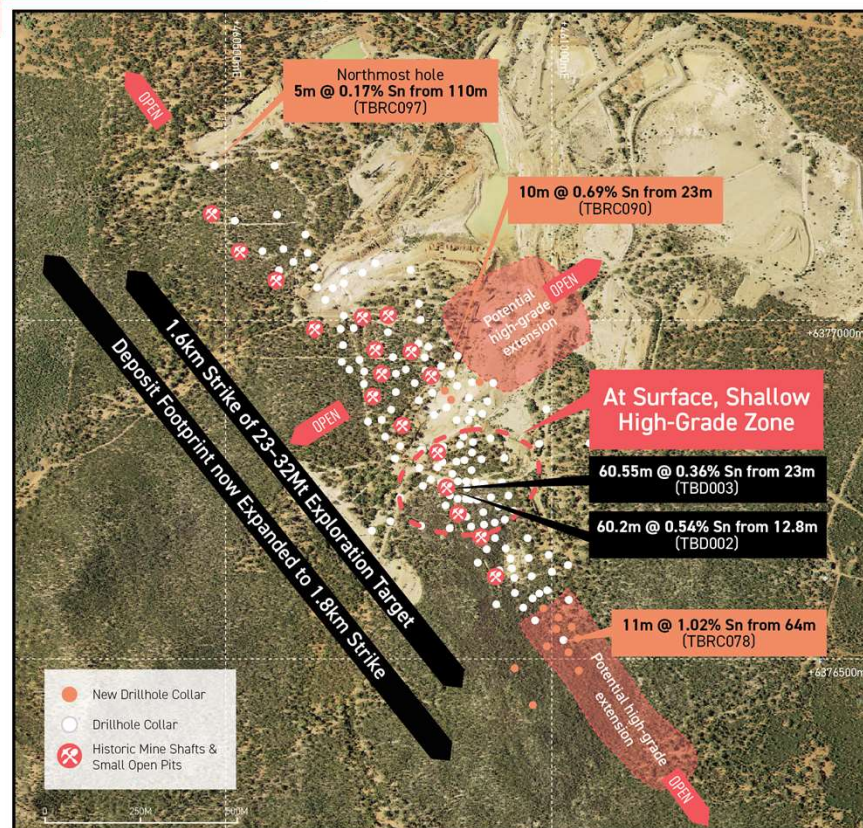 660500mE
661000mE
OPEN
Northmost hole
5m @ 0.17% Sn from 110m
(TBRC097)
10m @ 0.69% Sn from 23m
(TBRC090)
OPEN
Potential
high-grade
extension
+6377000mN
1.6km Strike of 23–32Mt Exploration Target
Deposit Footprint now Expanded to 1.8km Strike
OPEN
At Surface, Shallow
High-Grade Zone
60.55m @ 0.36% Sn from 23m
(TBD003)
60.2m @ 0.54% Sn from 12.8m
(TBD002)
11m @ 1.02% Sn from 64m
(TBRC078)
+6376500mN
Potential high-grade
extension
OPEN
New Drillhole Collar
Drillhole Collar
Historic Mine Shafts &
Small Open Pits
0 250M 500M